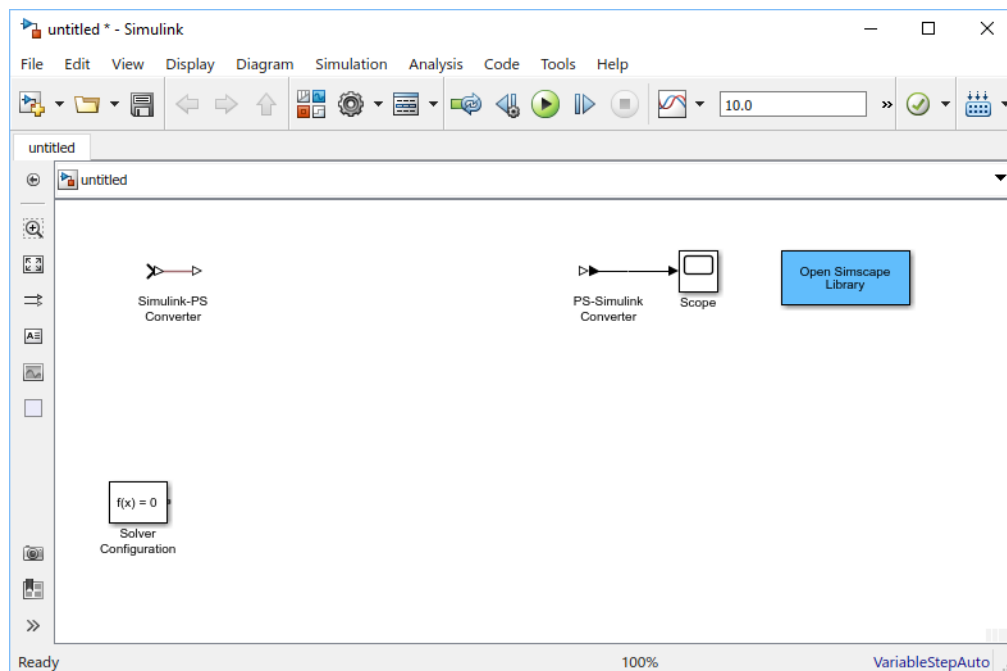 untitled * - Simulink
File Edit View Display Diagram Simulation Analysis Code Tools Help
10.0
untitled
untitled
Simulink-PS
Converter
PS-Simulink
Converter
Scope
Open Simscape
Library
f(x) = 0
Solver
Configuration
Ready 100% VariableStepAuto